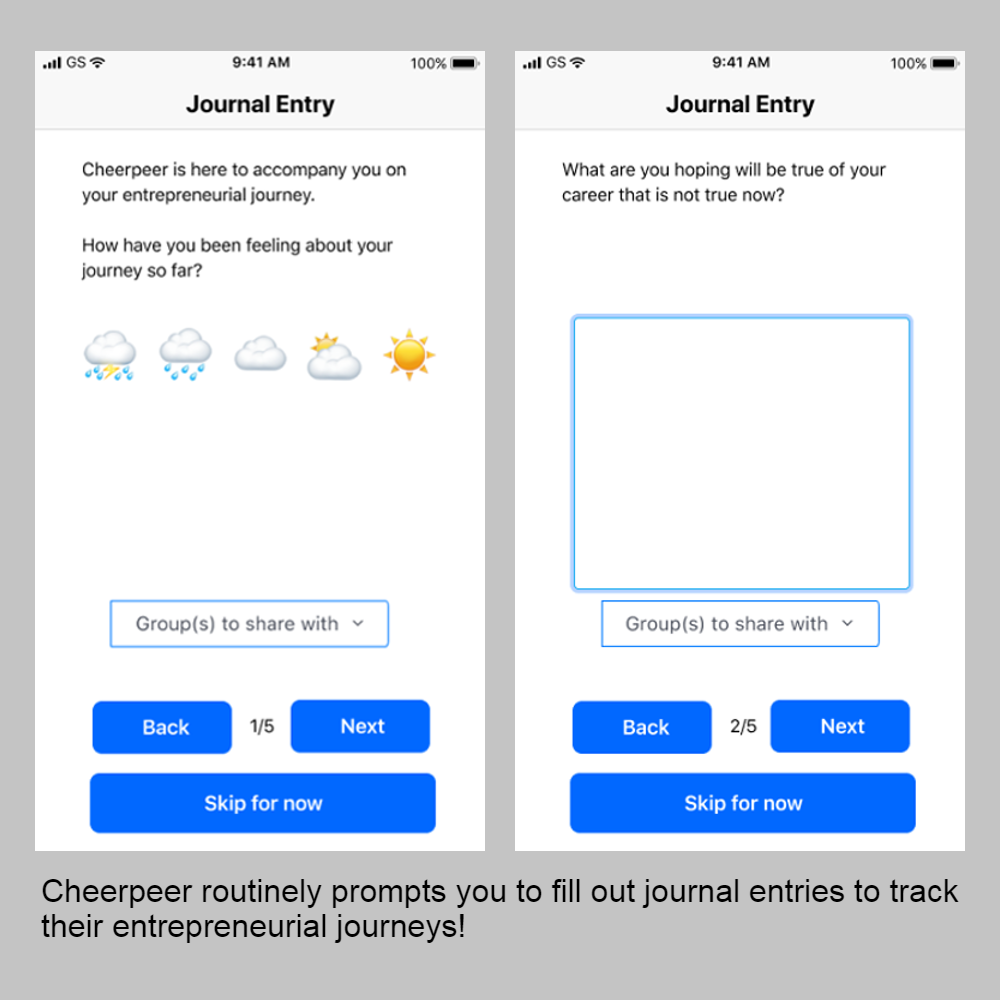 GS 9:41 AM 100%
Journal Entry
Cheerpeer is here to accompany you on
your entrepreneurial journey.
How have you been feeling about your
journey so far?
Group(s) to share with
Back 1/5 Next
Skip for now
GS 9:41 AM 100%
Journal Entry
What are you hoping will be true of your
career that is not true now?
Group(s) to share with
Back 2/5 Next
Skip for now
Cheerpeer routinely prompts you to fill out journal entries to track
their entrepreneurial journeys!